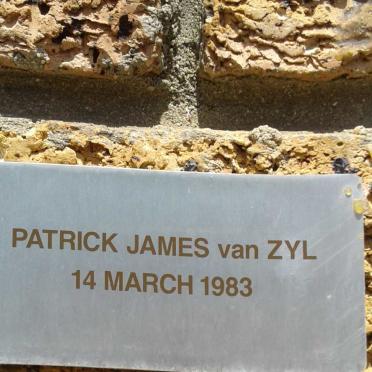 PATRICK JAMES van ZYL
14 MARCH 1983